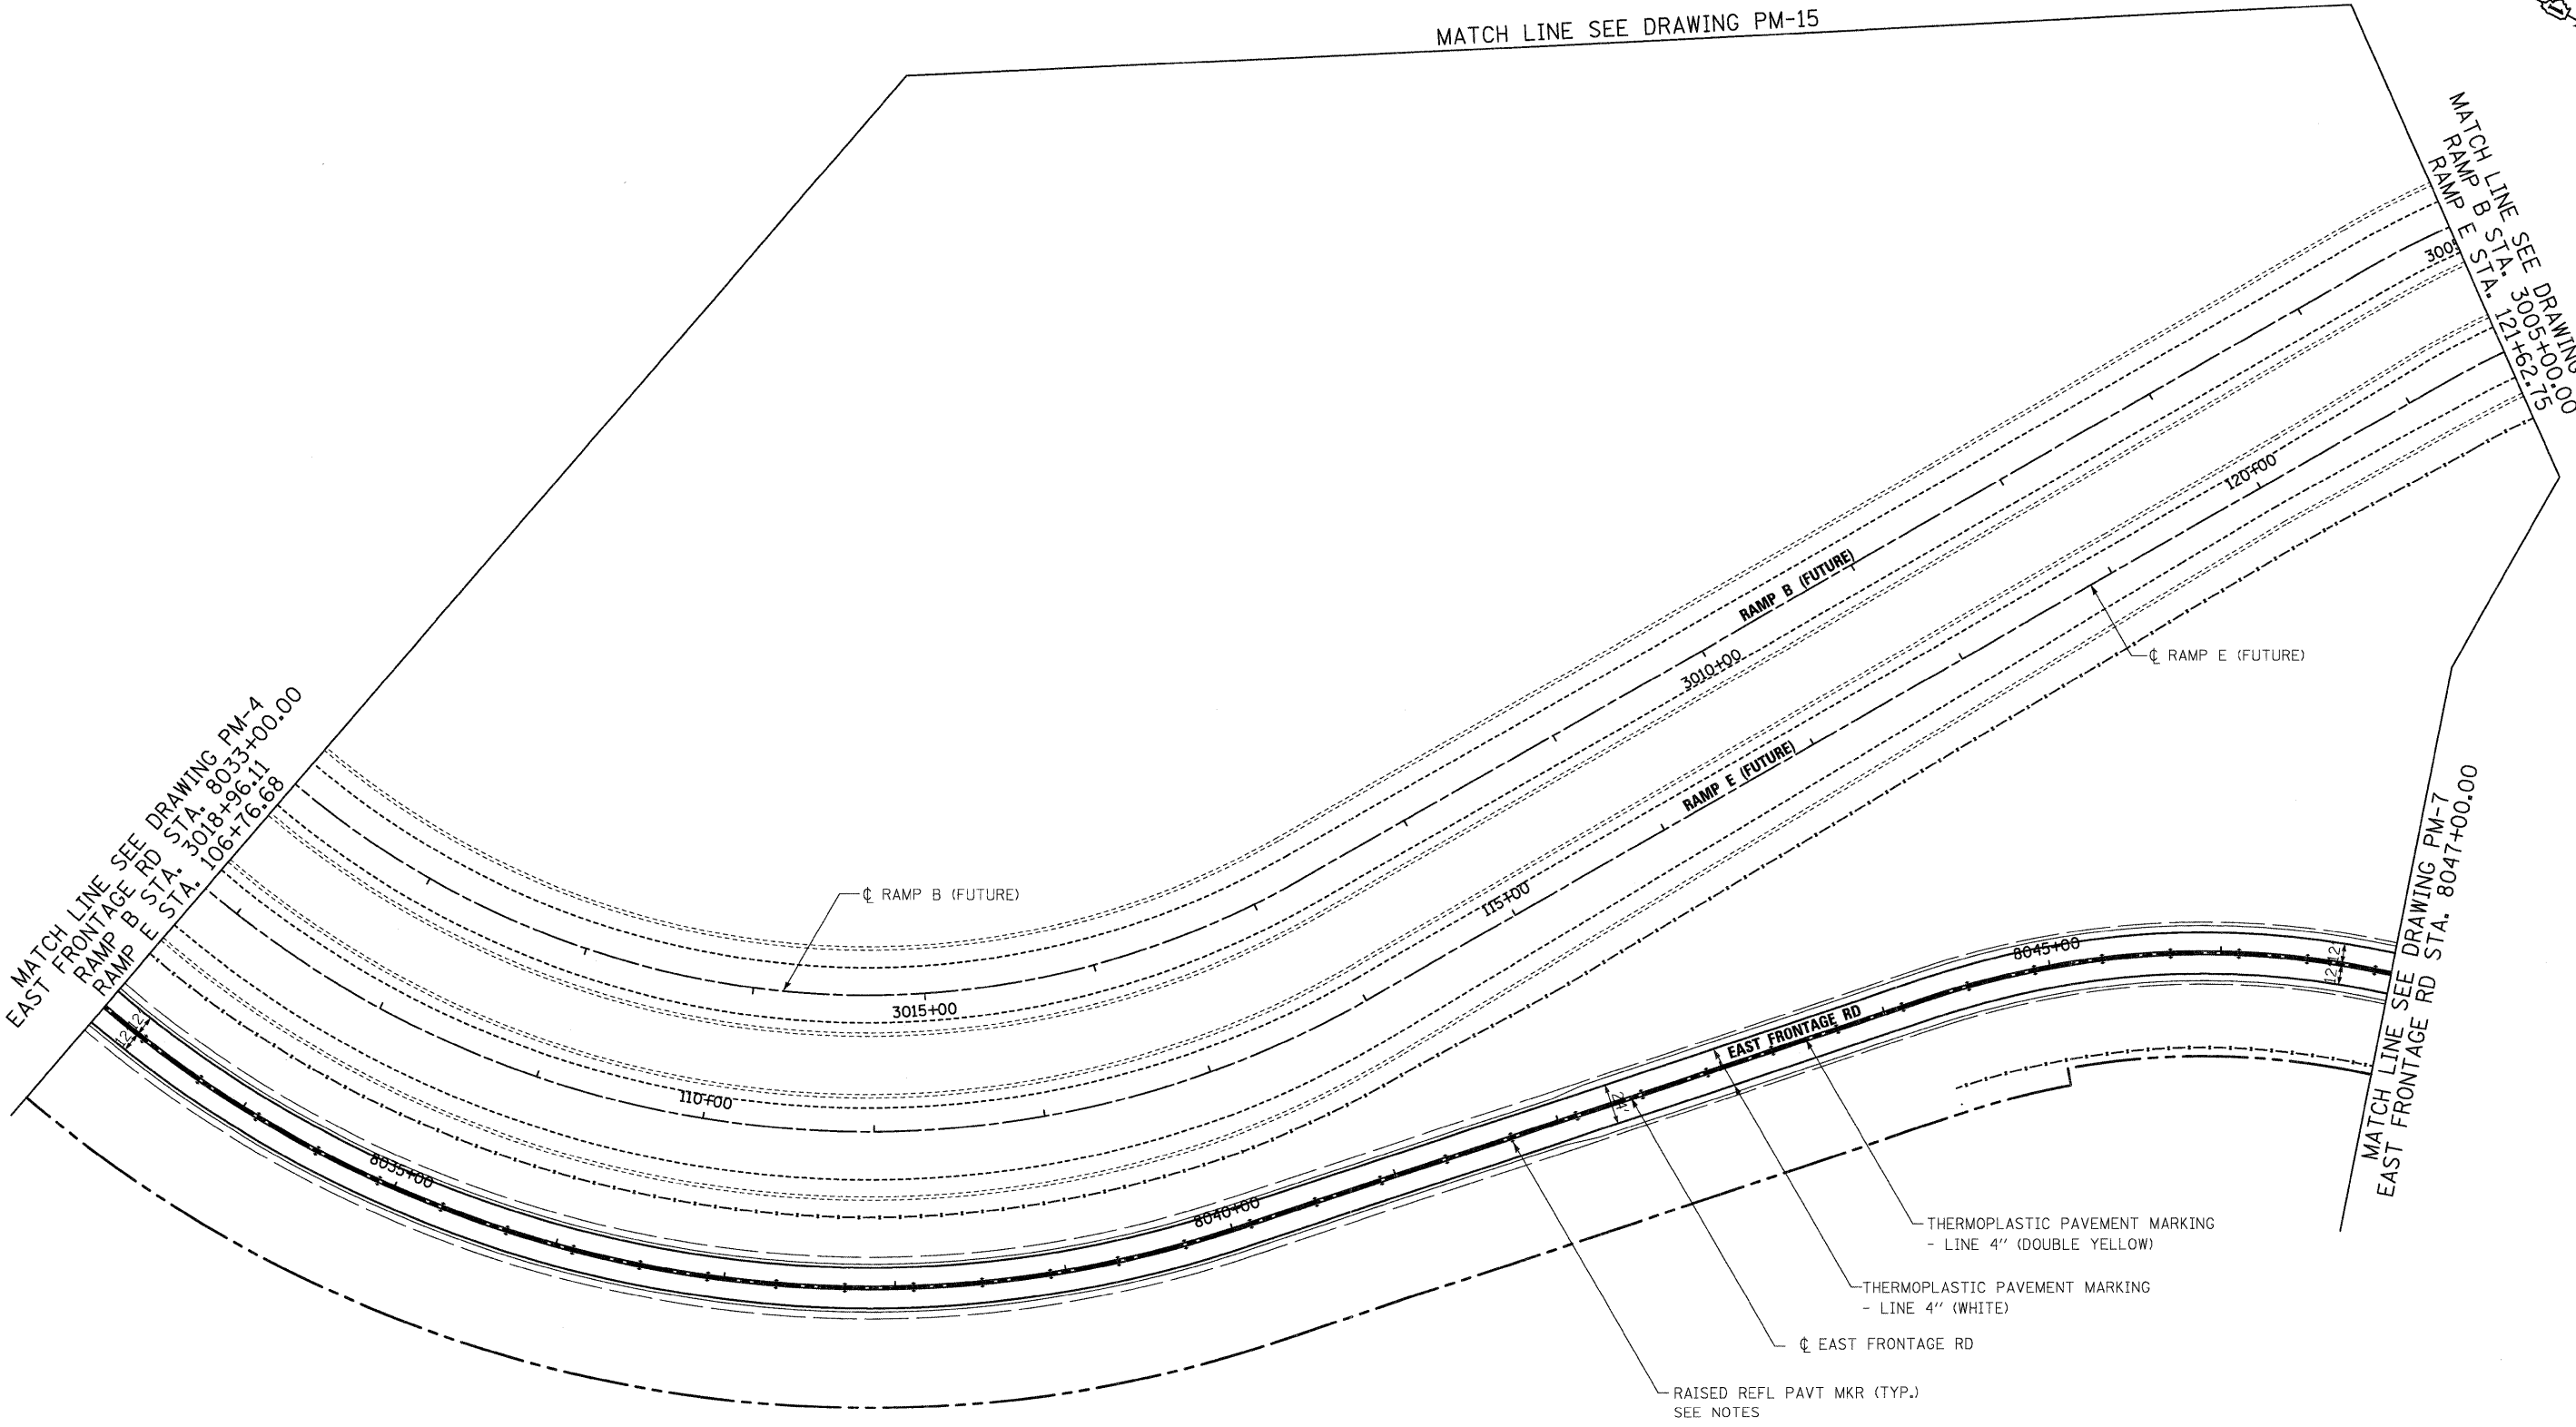 MATCH LINE SEE DRAWING PM-15
MATCH LINE SEE DRAWING
RAMP B STA. 3005+00.00
RAMP E STA. 121+62.75
3005
120+00
RAMP B (FUTURE)
3010+00
℄ RAMP E (FUTURE)
RAMP E (FUTURE)
MATCH LINE SEE DRAWING PM-4
EAST FRONTAGE RD STA. 8033+00.00
RAMP B STA. 3018+96.11
RAMP E STA. 106+76.68
℄ RAMP B (FUTURE)
115+00
3015+00
110+00
MATCH LINE SEE DRAWING PM-7
EAST FRONTAGE RD STA. 8047+00.00
8045+00
12
12
12
12
EAST FRONTAGE RD
8035+00
8040+00
THERMOPLASTIC PAVEMENT MARKING
- LINE 4" (DOUBLE YELLOW)
THERMOPLASTIC PAVEMENT MARKING
- LINE 4" (WHITE)
℄ EAST FRONTAGE RD
RAISED REFL PAVT MKR (TYP.)
SEE NOTES